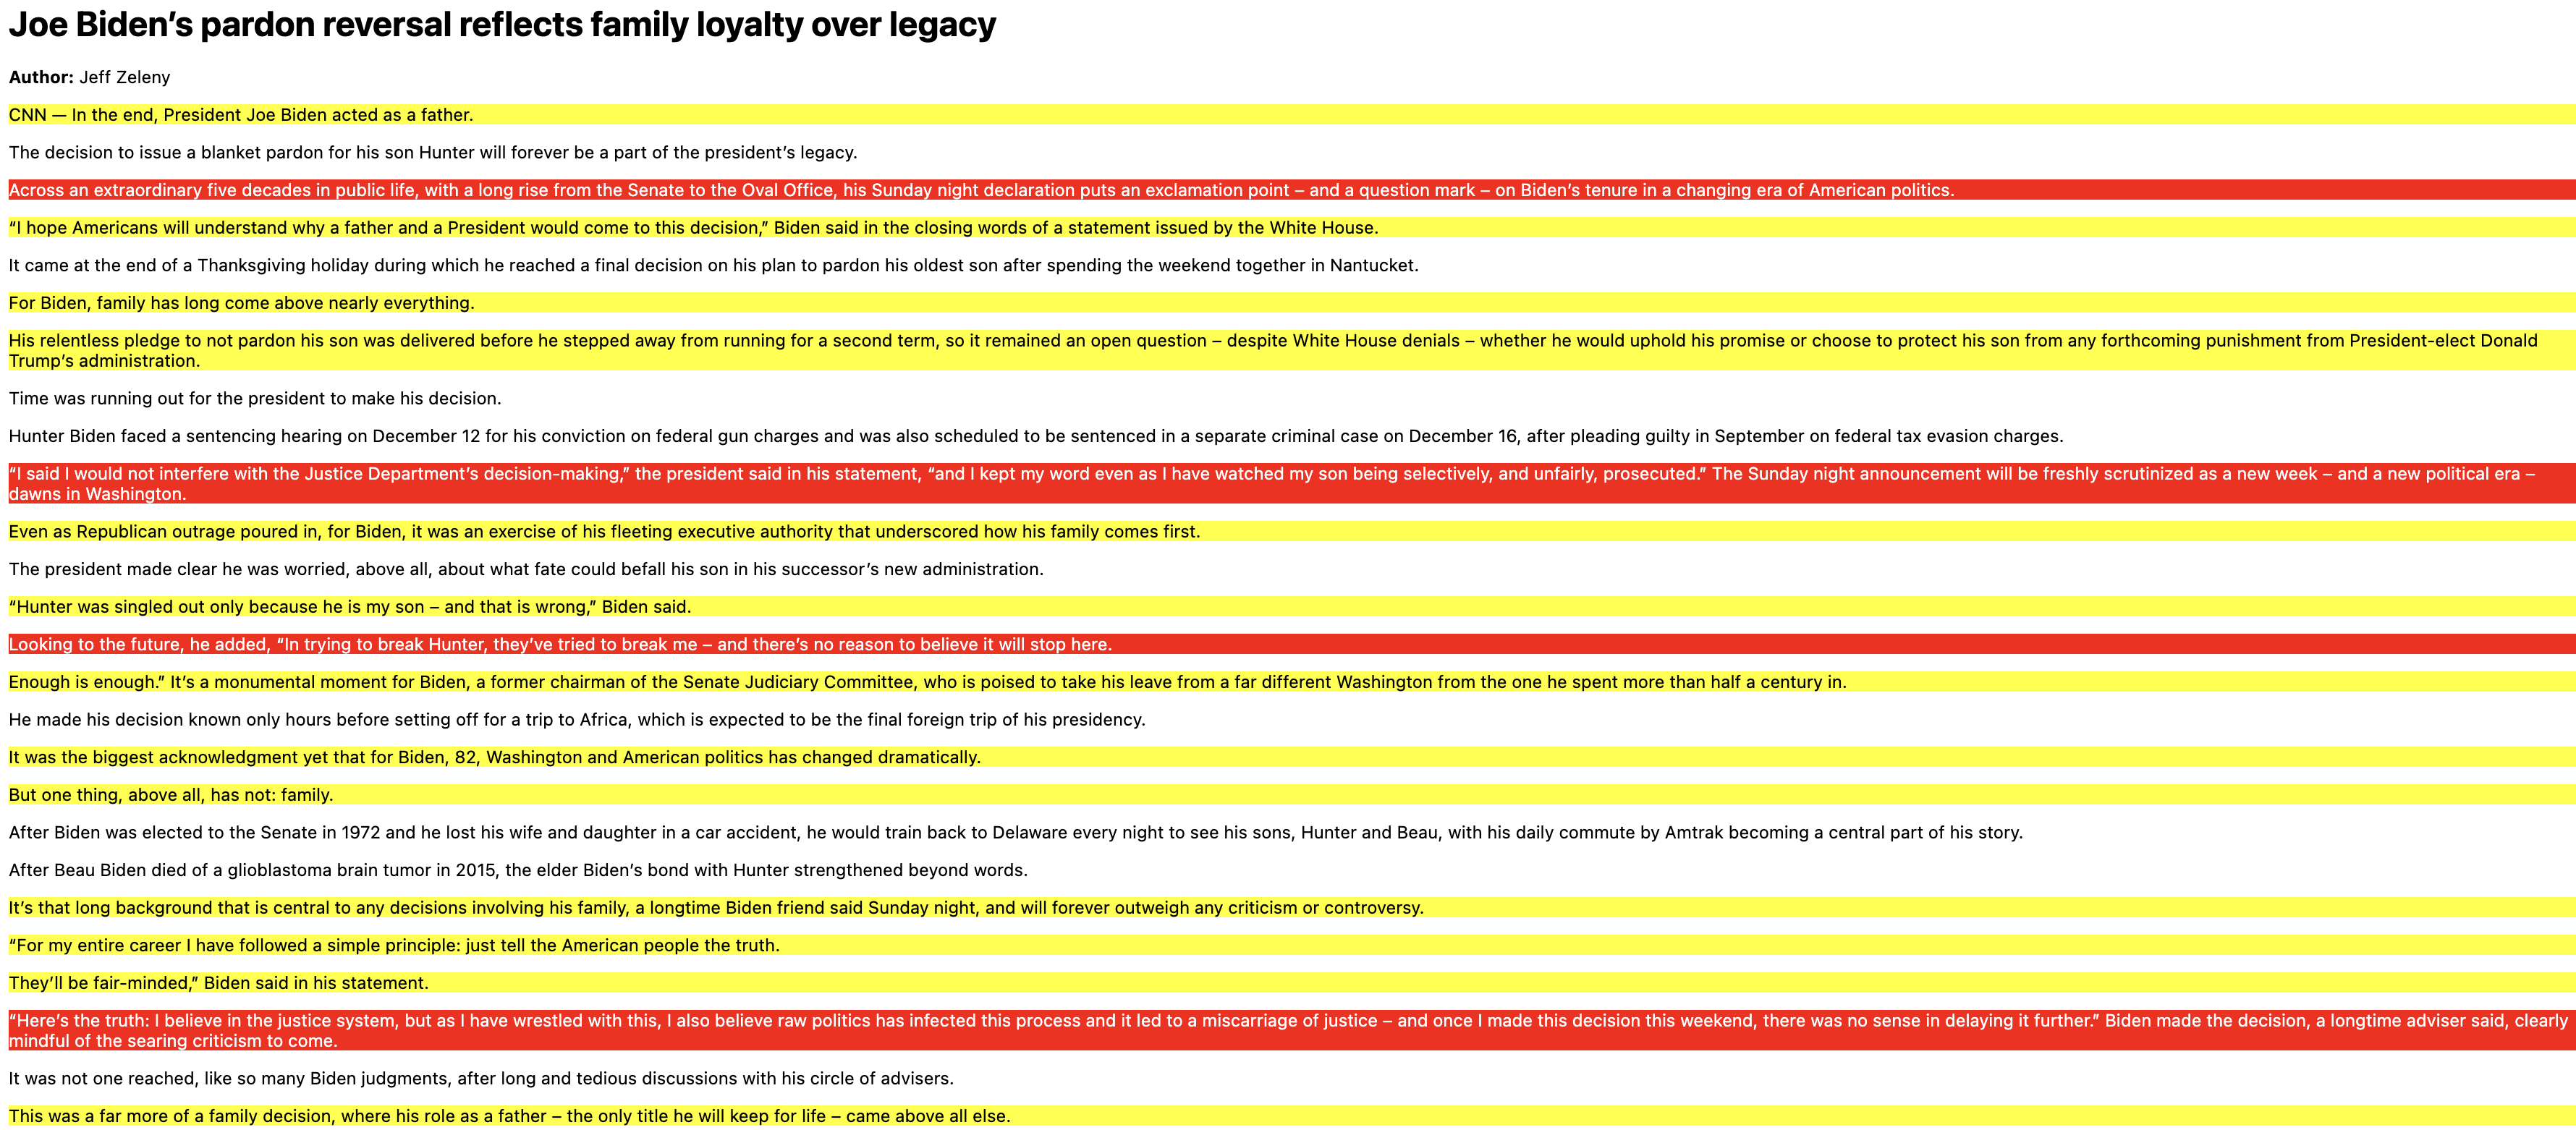 Joe Biden’s pardon reversal reflects family loyalty over legacy
Author: Jeff Zeleny
CNN — In the end, President Joe Biden acted as a father.
The decision to issue a blanket pardon for his son Hunter will forever be a part of the president’s legacy.
Across an extraordinary five decades in public life, with a long rise from the Senate to the Oval Office, his Sunday night declaration puts an exclamation point – and a question mark – on Biden’s tenure in a changing era of American politics.
“I hope Americans will understand why a father and a President would come to this decision,” Biden said in the closing words of a statement issued by the White House.
It came at the end of a Thanksgiving holiday during which he reached a final decision on his plan to pardon his oldest son after spending the weekend together in Nantucket.
For Biden, family has long come above nearly everything.
His relentless pledge to not pardon his son was delivered before he stepped away from running for a second term, so it remained an open question – despite White House denials – whether he would uphold his promise or choose to protect his son from any forthcoming punishment from President-elect Donald
Trump’s administration.
Time was running out for the president to make his decision.
Hunter Biden faced a sentencing hearing on December 12 for his conviction on federal gun charges and was also scheduled to be sentenced in a separate criminal case on December 16, after pleading guilty in September on federal tax evasion charges.
“I said I would not interfere with the Justice Department’s decision-making,” the president said in his statement, “and I kept my word even as I have watched my son being selectively, and unfairly, prosecuted.” The Sunday night announcement will be freshly scrutinized as a new week – and a new political era –
dawns in Washington.
Even as Republican outrage poured in, for Biden, it was an exercise of his fleeting executive authority that underscored how his family comes first.
The president made clear he was worried, above all, about what fate could befall his son in his successor’s new administration.
“Hunter was singled out only because he is my son – and that is wrong,” Biden said.
Looking to the future, he added, “In trying to break Hunter, they’ve tried to break me – and there’s no reason to believe it will stop here.
Enough is enough.” It’s a monumental moment for Biden, a former chairman of the Senate Judiciary Committee, who is poised to take his leave from a far different Washington from the one he spent more than half a century in.
He made his decision known only hours before setting off for a trip to Africa, which is expected to be the final foreign trip of his presidency.
It was the biggest acknowledgment yet that for Biden, 82, Washington and American politics has changed dramatically.
But one thing, above all, has not: family.
After Biden was elected to the Senate in 1972 and he lost his wife and daughter in a car accident, he would train back to Delaware every night to see his sons, Hunter and Beau, with his daily commute by Amtrak becoming a central part of his story.
After Beau Biden died of a glioblastoma brain tumor in 2015, the elder Biden’s bond with Hunter strengthened beyond words.
It’s that long background that is central to any decisions involving his family, a longtime Biden friend said Sunday night, and will forever outweigh any criticism or controversy.
“For my entire career I have followed a simple principle: just tell the American people the truth.
They’ll be fair-minded,” Biden said in his statement.
“Here’s the truth: I believe in the justice system, but as I have wrestled with this, I also believe raw politics has infected this process and it led to a miscarriage of justice – and once I made this decision this weekend, there was no sense in delaying it further.” Biden made the decision, a longtime adviser said, clearly
mindful of the searing criticism to come.
It was not one reached, like so many Biden judgments, after long and tedious discussions with his circle of advisers.
This was a far more of a family decision, where his role as a father – the only title he will keep for life – came above all else.